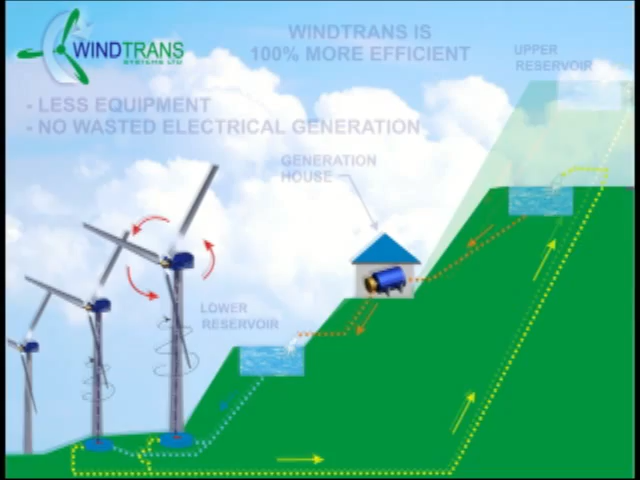 WINDTRANS
SYSTEMS LTD
WINDTRANS IS
100% MORE EFFICIENT
UPPER
RESERVOIR
- LESS EQUIPMENT
- NO WASTED ELECTRICAL GENERATION
GENERATION
HOUSE
LOWER
RESERVOIR